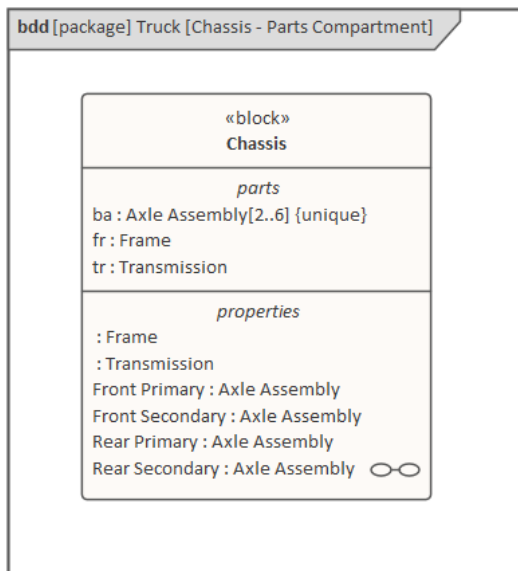 bdd [package] Truck [Chassis - Parts Compartment]
«block»
Chassis
parts
ba : Axle Assembly[2..6] {unique}
fr : Frame
tr : Transmission
properties
: Frame
: Transmission
Front Primary : Axle Assembly
Front Secondary : Axle Assembly
Rear Primary : Axle Assembly
Rear Secondary : Axle Assembly